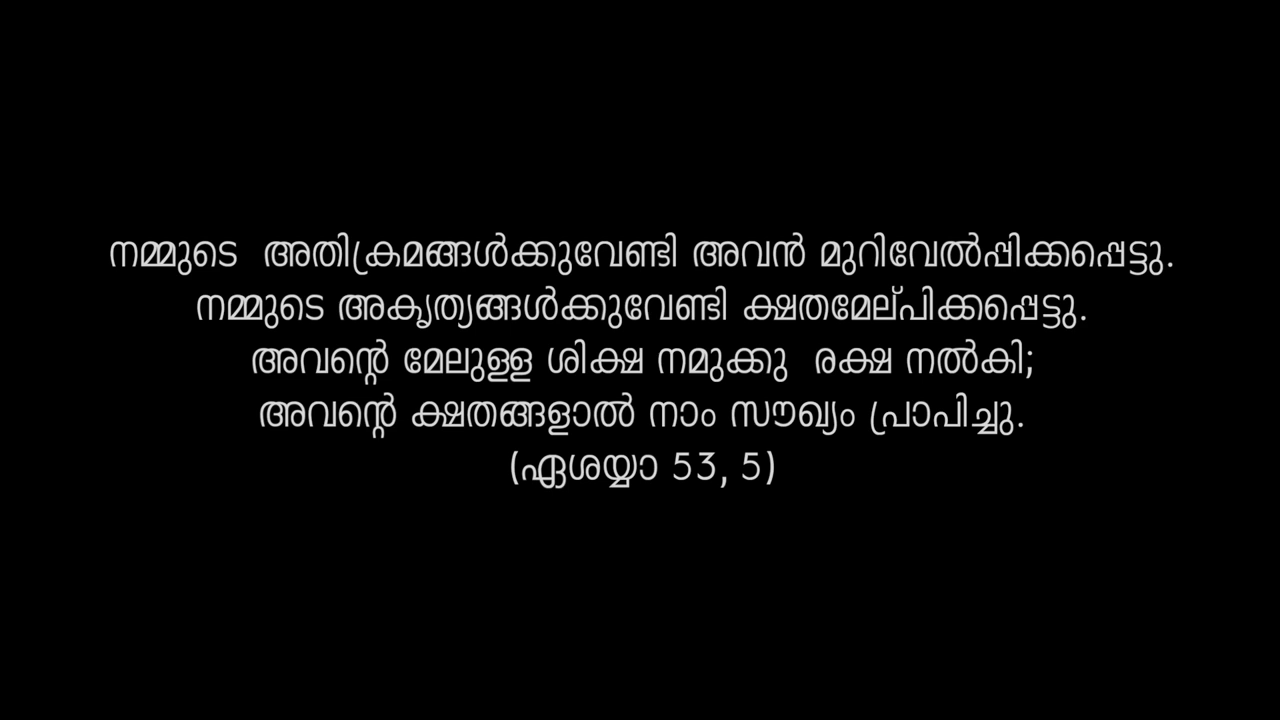 നമ്മുടെ അതിക്രമങ്ങൾക്കുവേണ്ടി അവൻ മുറിവേൽപ്പിക്കപ്പെട്ടു.
നമ്മുടെ അകൃത്യങ്ങൾക്കുവേണ്ടി ക്ഷതമേല്പിക്കപ്പെട്ടു.
അവന്റെ മേലുള്ള ശിക്ഷ നമുക്കു രക്ഷ നൽകി;
അവന്റെ ക്ഷതങ്ങളാൽ നാം സൗഖ്യം പ്രാപിച്ചു.
(ഏശയ്യാ 53, 5)